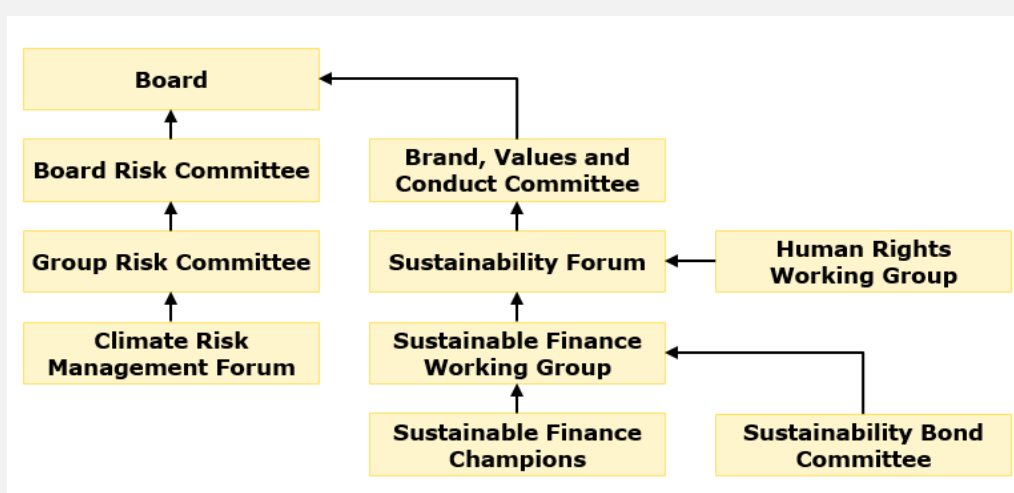 Board
Board Risk Committee
Brand, Values and
Conduct Committee
Group Risk Committee
Sustainability Forum
Human Rights
Working Group
Climate Risk
Management Forum
Sustainable Finance
Working Group
Sustainable Finance
Champions
Sustainability Bond
Committee